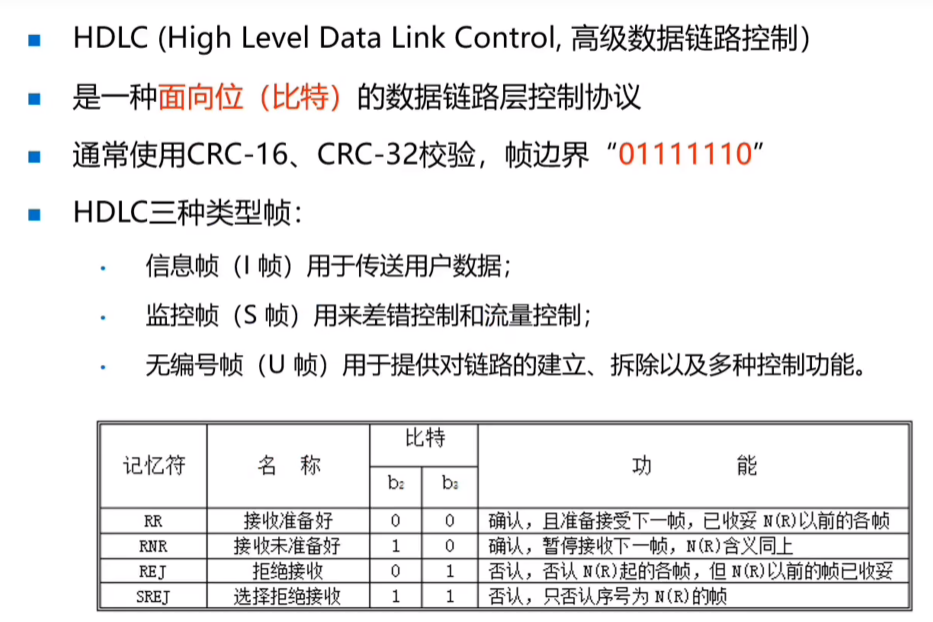 HDLC (High Level Data Link Control, 高级数据链路控制)
是一种面向位（比特）的数据链路层控制协议
通常使用CRC-16、CRC-32校验，帧边界“01111110”
HDLC三种类型帧：
信息帧（I 帧）用于传送用户数据；
监控帧（S 帧）用来差错控制和流量控制；
无编号帧（U 帧）用于提供对链路的建立、拆除以及多种控制功能。
记忆符 名 称 比特 功 能
b₂ b₃
RR 接收准备好 0 0 确认，且准备接受下一帧，已收妥 N(R)以前的各帧
RNR 接收未准备好 1 0 确认，暂停接收下一帧，N(R)含义同上
REJ 拒绝接收 0 1 否认，否认 N(R)起的各帧，但 N(R)以前的帧已收妥
SREJ 选择拒绝接收 1 1 否认，只否认序号为 N(R)的帧